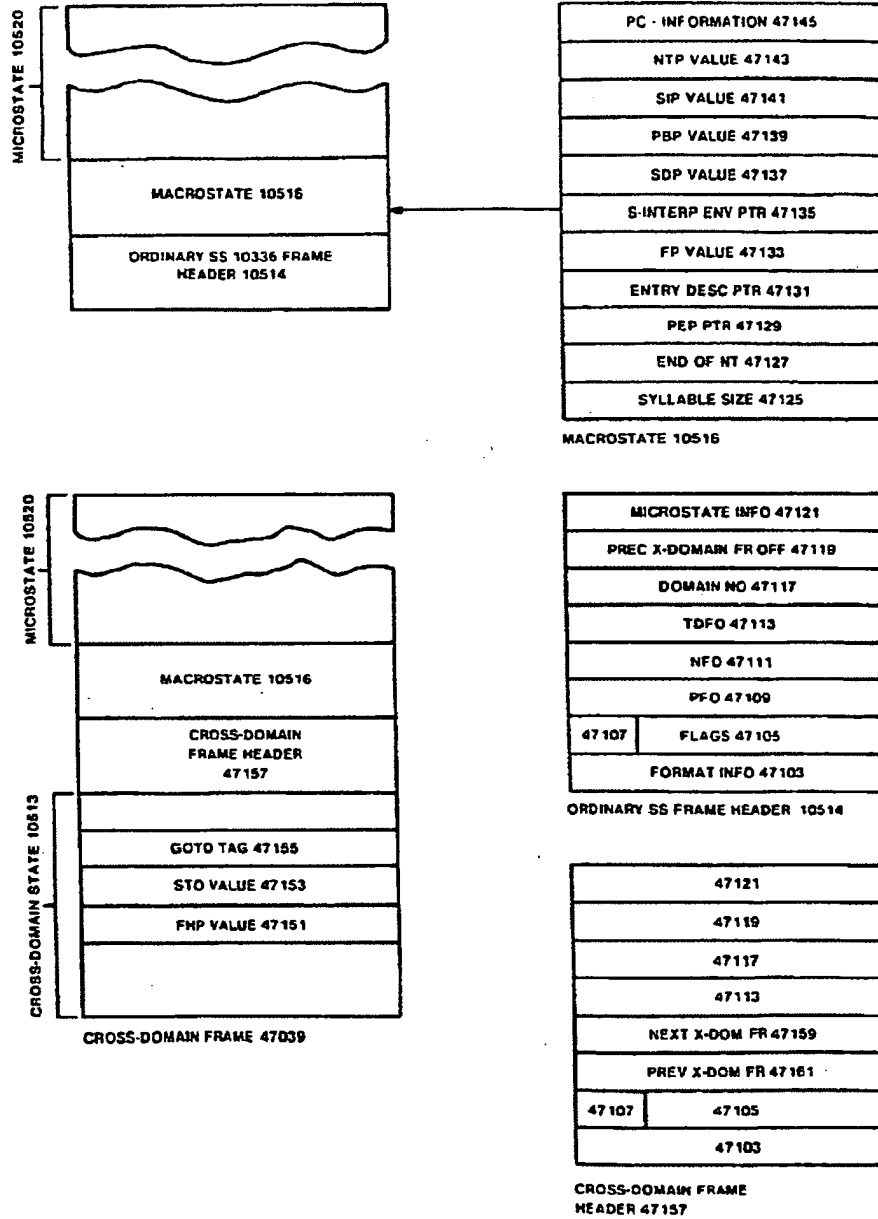 MICROSTATE 10520
MACROSTATE 10516
ORDINARY SS 10336 FRAME
HEADER 10514
PC - INFORMATION 47145
NTP VALUE 47143
SIP VALUE 47141
PBP VALUE 47139
SDP VALUE 47137
S-INTERP ENV PTR 47135
FP VALUE 47133
ENTRY DESC PTR 47131
PEP PTR 47129
END OF NT 47127
SYLLABLE SIZE 47125
MACROSTATE 10516
MICROSTATE 10520
MACROSTATE 10516
CROSS-DOMAIN
FRAME HEADER
47157
CROSS-DOMAIN STATE 10513
GOTO TAG 47155
STO VALUE 47153
FHP VALUE 47151
CROSS-DOMAIN FRAME 47039
MICROSTATE INFO 47121
PREC X-DOMAIN FR OFF 47119
DOMAIN NO 47117
TDFO 47113
NFO 47111
PFO 47109
47107 FLAGS 47105
FORMAT INFO 47103
ORDINARY SS FRAME HEADER 10514
47121
47119
47117
47113
NEXT X-DOM FR 47159
PREV X-DOM FR 47161
47107 47105
47103
CROSS-DOMAIN FRAME
HEADER 47157